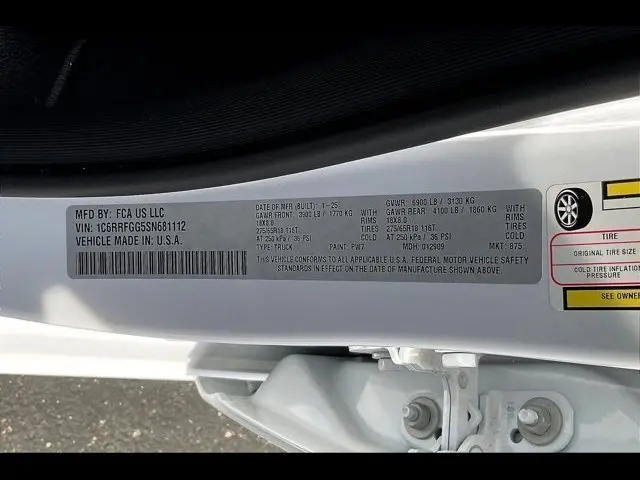 MFD BY: FCA US LLC
VIN: 1C6RRFGG5SN681112
VEHICLE MADE IN: U.S.A.
DATE OF MFR (BUILT): 1-25
GVWR: 6900 LB / 3130 KG
GAWR FRONT: 3900 LB / 1770 KG WITH
GAWR REAR: 4100 LB / 1860 KG WITH
18X8.0 RIMS
18X8.0 RIMS
275/65R18 116T TIRES
275/65R18 116T TIRES
AT 250 kPa / 36 PSI COLD
AT 250 kPa / 36 PSI COLD
TYPE: TRUCK PAINT: PW7 MDH: 012909 MKT: B75
THIS VEHICLE CONFORMS TO ALL APPLICABLE U.S.A. FEDERAL MOTOR VEHICLE SAFETY
STANDARDS IN EFFECT ON THE DATE OF MANUFACTURE SHOWN ABOVE.
TIRE
ORIGINAL TIRE SIZE
COLD TIRE INFLATION
PRESSURE
SEE OWNER